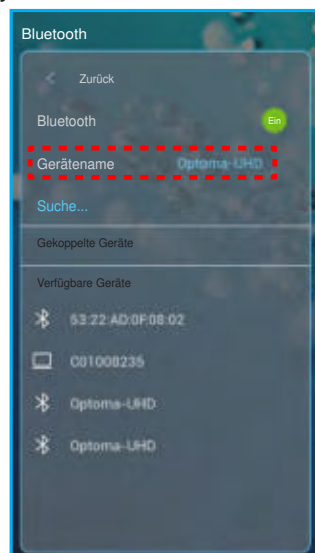 Bluetooth
Zurück
Bluetooth Ein
Gerätename Optoma-UHD
Suche...
Gekoppelte Geräte
Verfügbare Geräte
53:22:AD:0F:08:02
C01008235
Optoma-UHD
Optoma-UHD